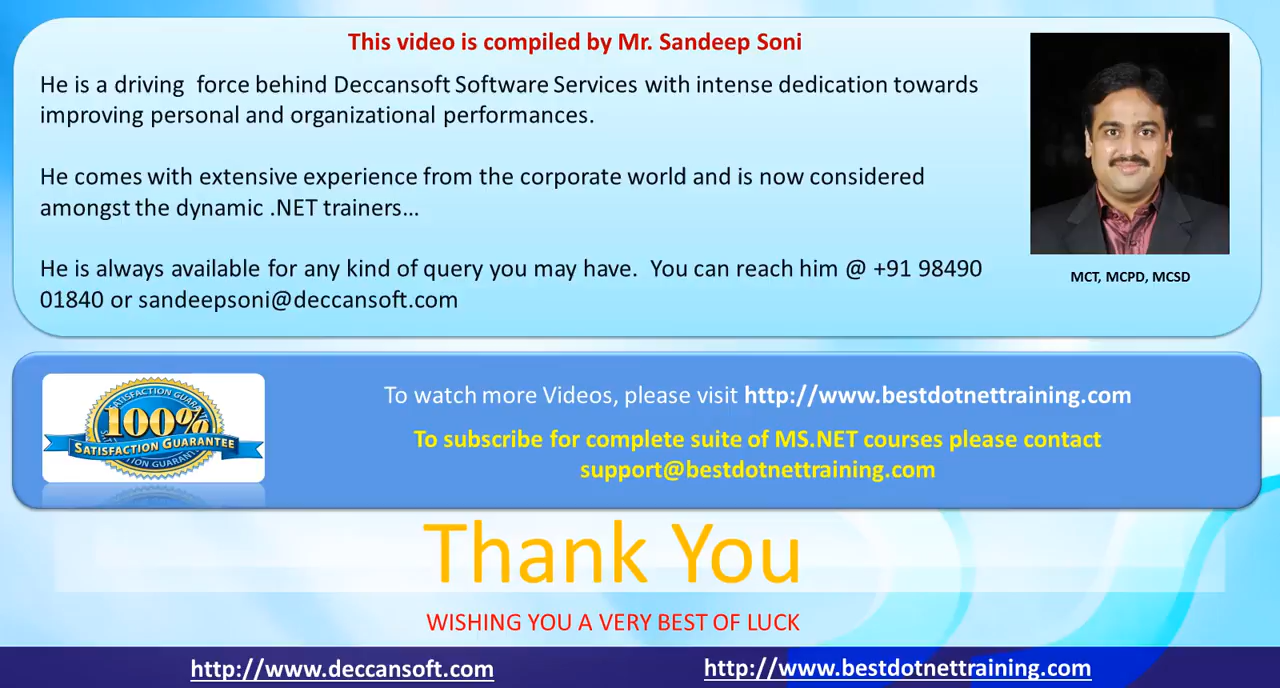 This video is compiled by Mr. Sandeep Soni
He is a driving  force behind Deccansoft Software Services with intense dedication towards
improving personal and organizational performances.
He comes with extensive experience from the corporate world and is now considered
amongst the dynamic .NET trainers…
He is always available for any kind of query you may have.  You can reach him @ +91 98490
01840 or sandeepsoni@deccansoft.com
MCT, MCPD, MCSD
SATISFACTION GUARANTEE
100%
SATISFACTION GUARANTEE
SATISFACTION GUARANTEE
To watch more Videos, please visit http://www.bestdotnettraining.com
To subscribe for complete suite of MS.NET courses please contact
support@bestdotnettraining.com
Thank You
WISHING YOU A VERY BEST OF LUCK
http://www.deccansoft.com
http://www.bestdotnettraining.com